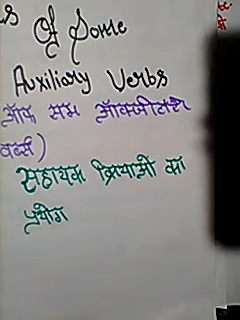 s Of Some
Auxiliary Verbs
ऑफ सम ऑक्जीलरी
वर्ब्स)
सहायक क्रियाओं का
प्रयोग